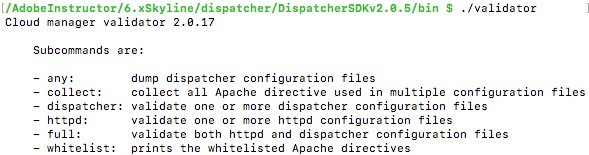 [/AdobeInstructor/6.xSkyline/dispatcher/DispatcherSDKv2.0.5/bin $ ./validator ]
Cloud manager validator 2.0.17
Subcommands are:
- any: dump dispatcher configuration files
- collect: collect all Apache directive used in multiple configuration files
- dispatcher: validate one or more dispatcher configuration files
- httpd: validate one or more httpd configuration files
- full: validate both httpd and dispatcher configuration files
- whitelist: prints the whitelisted Apache directives